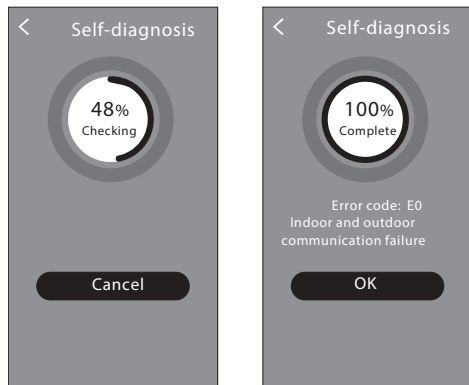 Self-diagnosis
48%
Checking
Cancel
Self-diagnosis
100%
Complete
Error code: E0
Indoor and outdoor
communication failure
OK